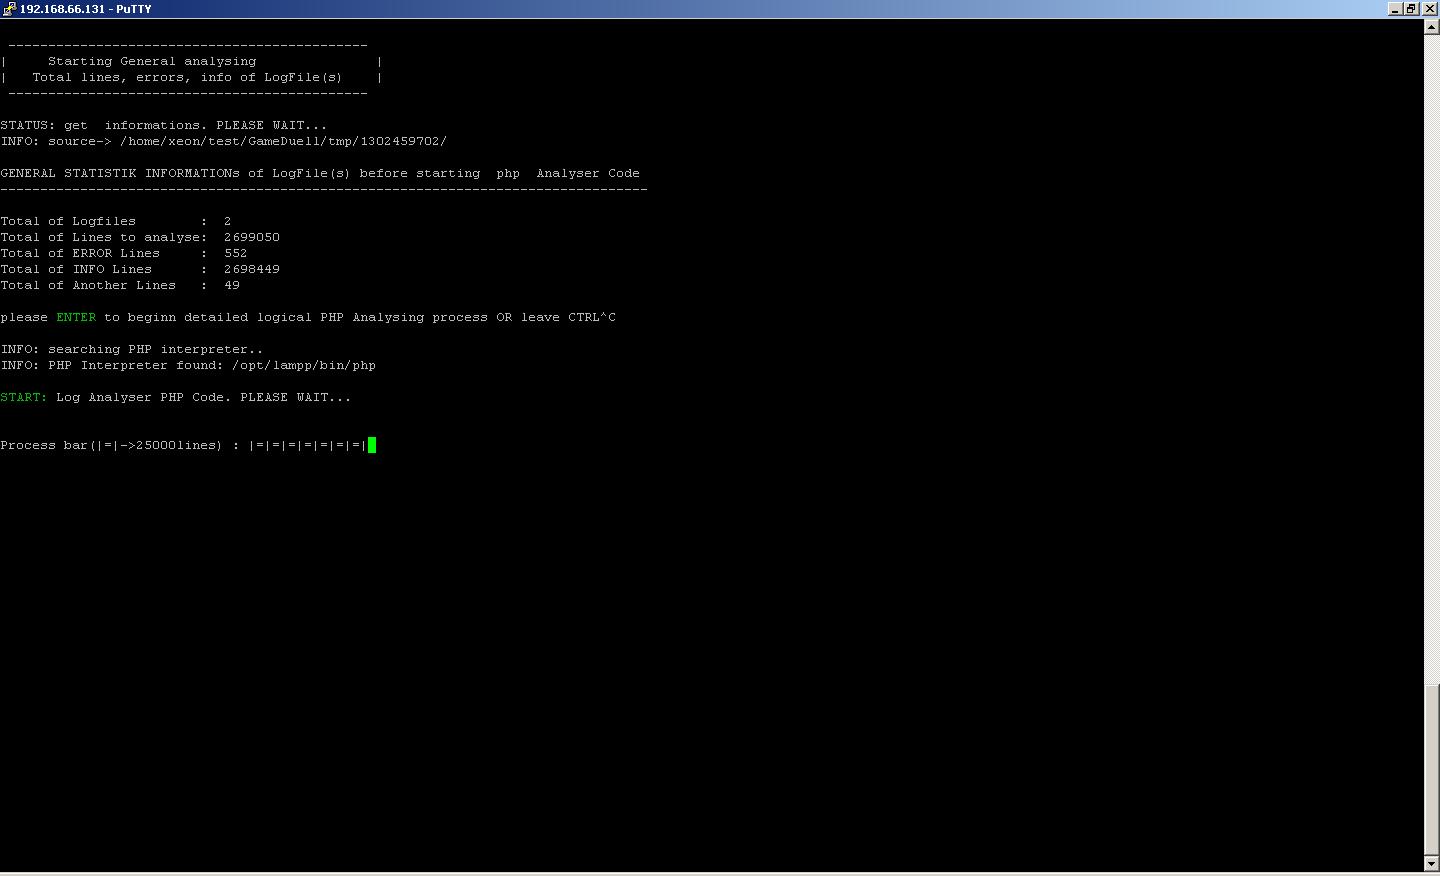 192.168.66.131 - PuTTY
--------------------------------------------
|     Starting General analysing               |
|   Total lines, errors, info of LogFile(s)    |
--------------------------------------------
STATUS: get  informations. PLEASE WAIT...
INFO: source-> /home/xeon/test/GameDuell/tmp/1302459702/
GENERAL STATISTIK INFORMATIONs of LogFile(s) before starting  php  Analyser Code
---------------------------------------------------------------------------------
Total of Logfiles        :  2
Total of Lines to analyse:  2699050
Total of ERROR Lines     :  552
Total of INFO Lines      :  2698449
Total of Another Lines   :  49
please ENTER to beginn detailed logical PHP Analysing process OR leave CTRL^C
INFO: searching PHP interpreter..
INFO: PHP Interpreter found: /opt/lampp/bin/php
START: Log Analyser PHP Code. PLEASE WAIT...
Process bar(|=|->25000lines) : |=|=|=|=|=|=|=|